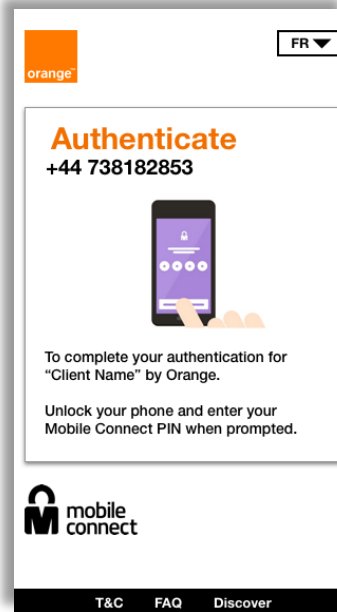 orange™
FR
Authenticate
+44 738182853
To complete your authentication for
“Client Name” by Orange.
Unlock your phone and enter your
Mobile Connect PIN when prompted.
mobile
connect
T&C FAQ Discover